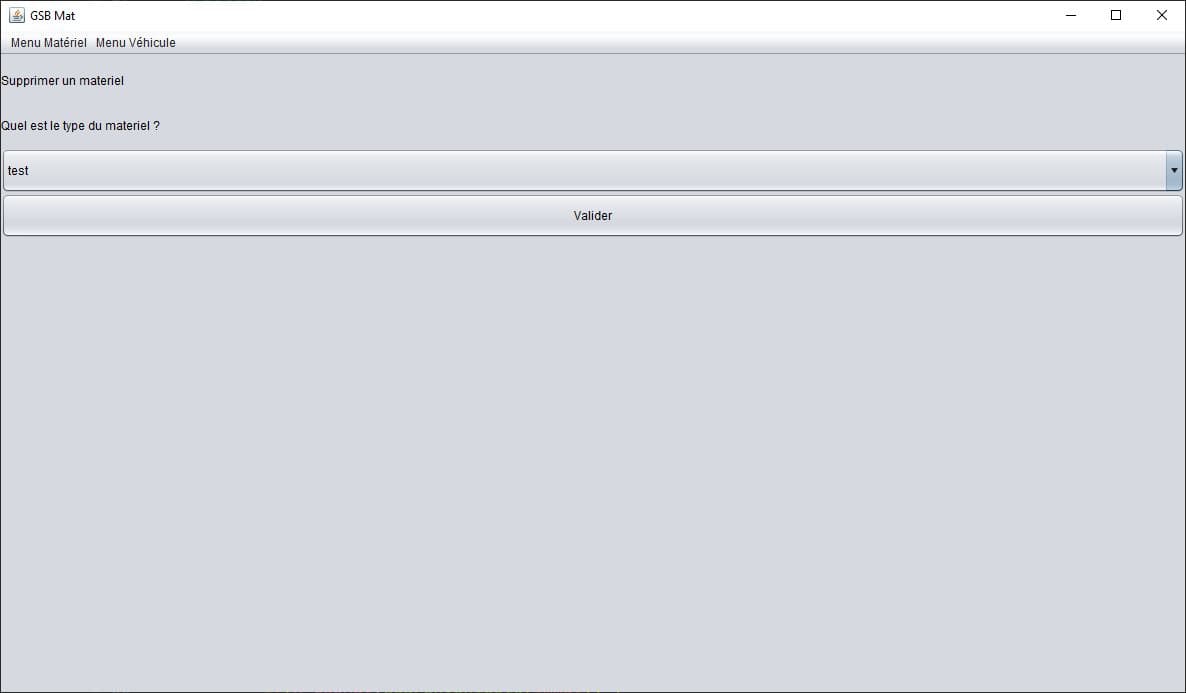 GSB Mat
Menu Matériel Menu Véhicule
Supprimer un materiel
Quel est le type du materiel ?
test
Valider